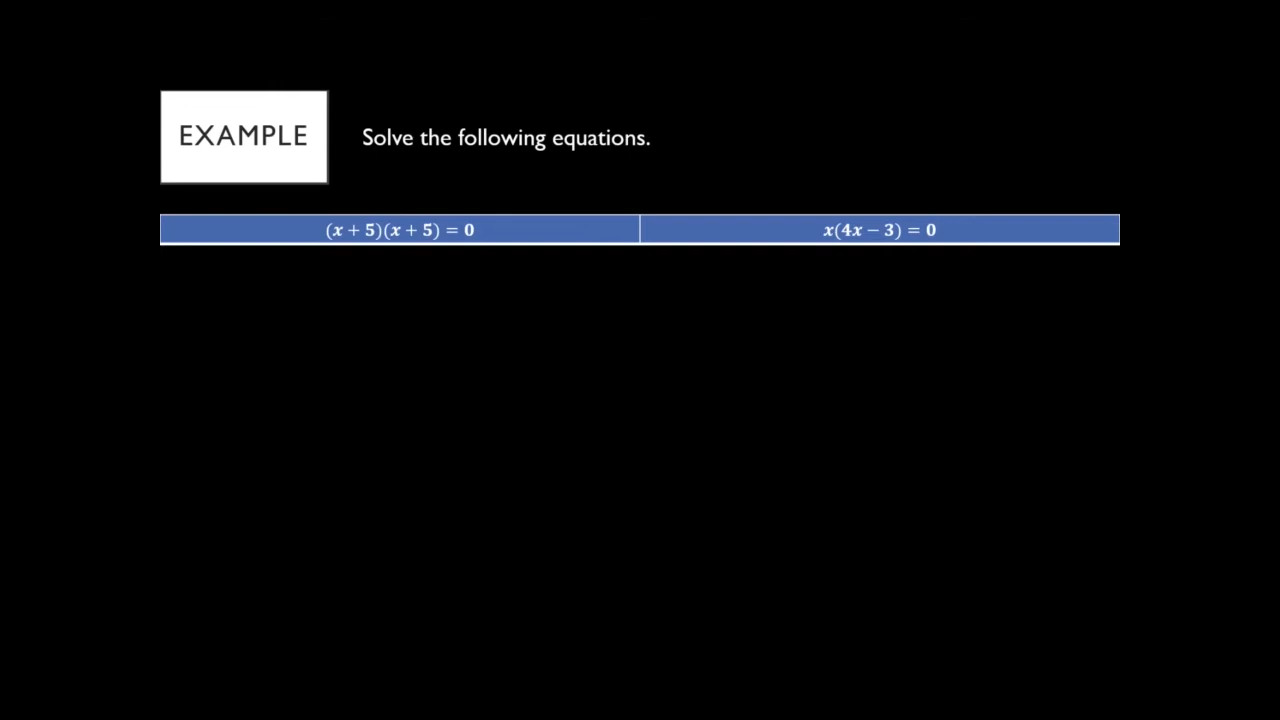 EXAMPLE
Solve the following equations.
(x + 5)(x + 5) = 0
x(4x − 3) = 0